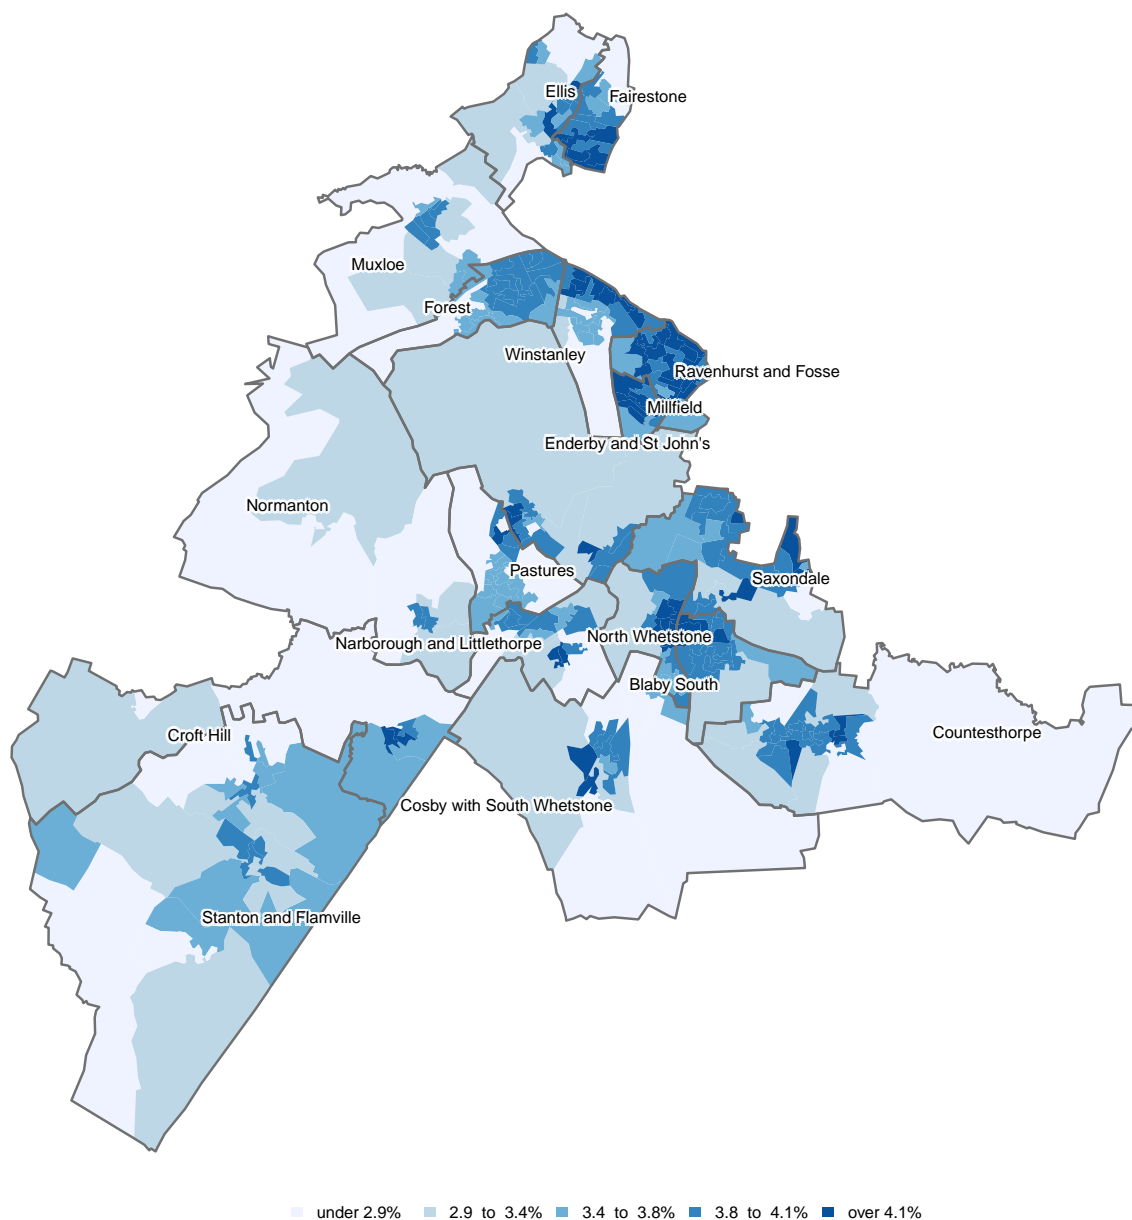 Ellis
Fairestone
Muxloe
Forest
Winstanley
Ravenhurst and Fosse
Millfield
Enderby and St John's
Normanton
Pastures
Saxondale
Narborough and Littlethorpe
North Whetstone
Blaby South
Croft Hill
Countesthorpe
Cosby with South Whetstone
Stanton and Flamville
under 2.9% 2.9 to 3.4% 3.4 to 3.8% 3.8 to 4.1% over 4.1%